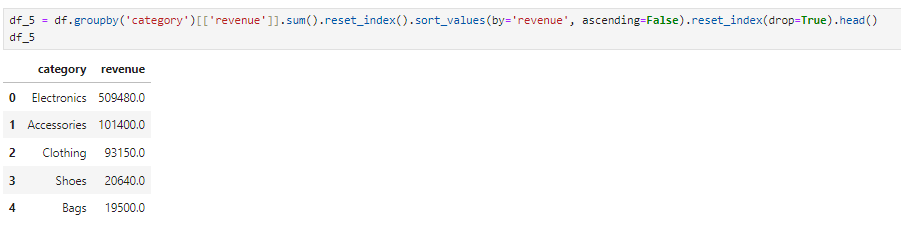 df_5 = df.groupby('category')[['revenue']].sum().reset_index().sort_values(by='revenue', ascending=False).reset_index(drop=True).head()
df_5
category revenue
0 Electronics 509480.0
1 Accessories 101400.0
2 Clothing 93150.0
3 Shoes 20640.0
4 Bags 19500.0